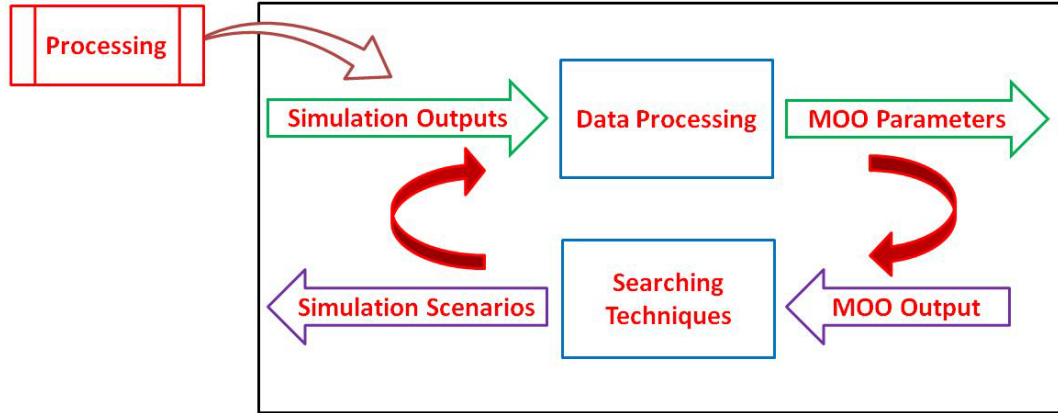 Processing
Simulation Outputs
Data Processing
MOO Parameters
Simulation Scenarios
Searching
Techniques
MOO Output